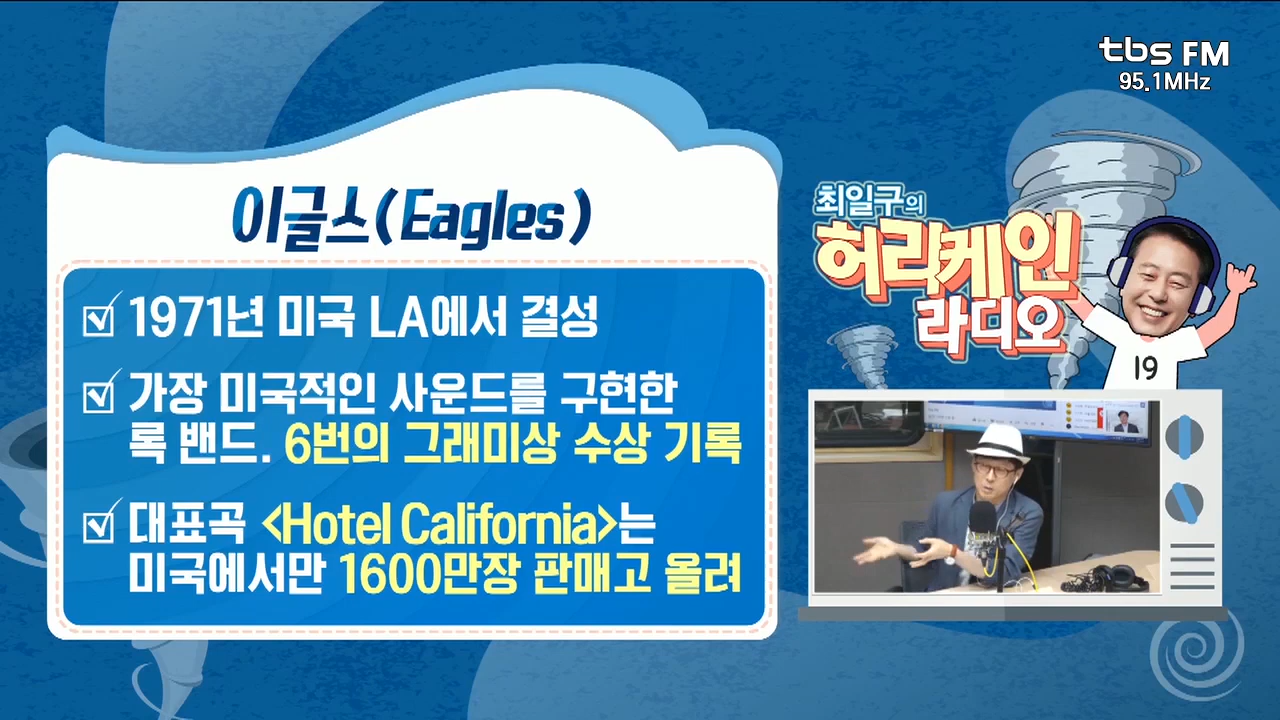 tbs FM
95.1MHz
이글스(Eagles)
1971년 미국 LA에서 결성
가장 미국적인 사운드를 구현한
록 밴드. 6번의 그래미상 수상 기록
대표곡 <Hotel California>는
미국에서만 1600만장 판매고 올려
최일구의
허리케인
라디오
19